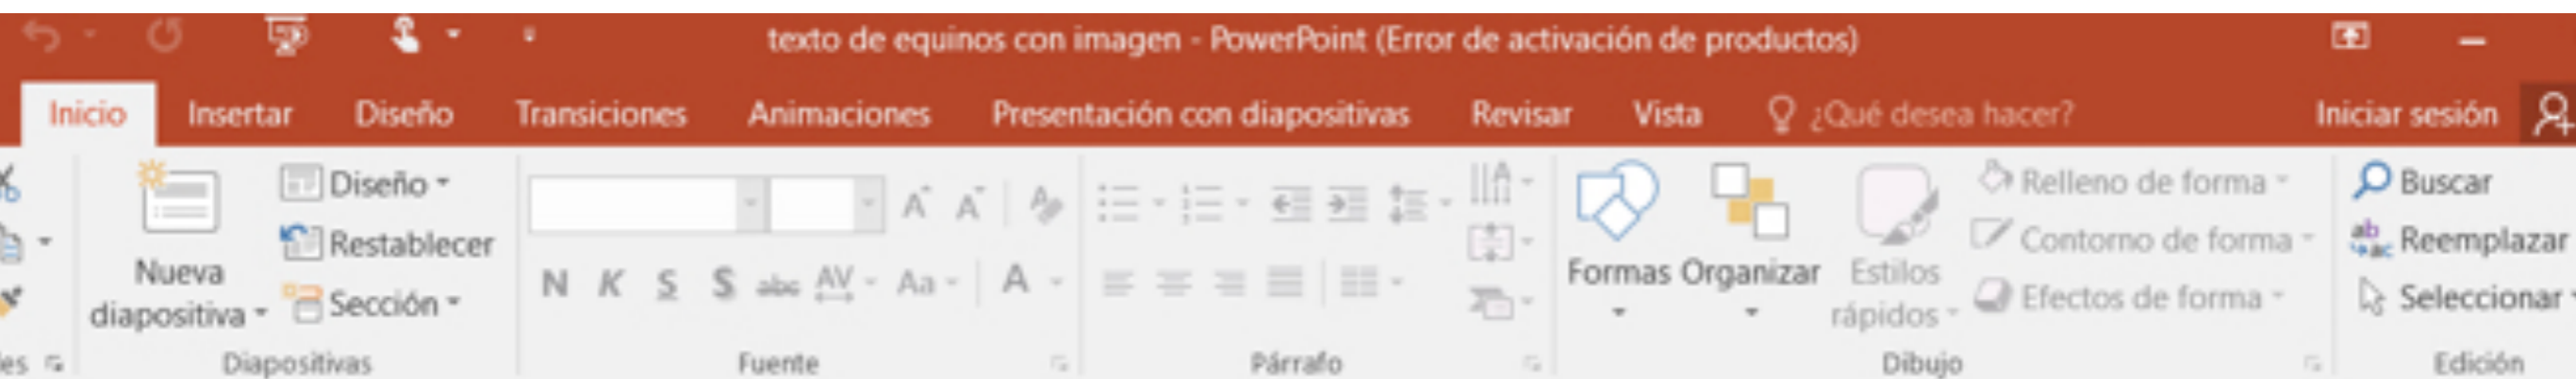 texto de equinos con imagen - PowerPoint (Error de activación de productos)
Inicio Insertar Diseño Transiciones Animaciones Presentación con diapositivas Revisar Vista ¿Qué desea hacer? Iniciar sesión
Nueva diapositiva
Diseño
Restablecer
Sección
Diapositivas
N K S S abc AV Aa A
Fuente
Párrafo
Formas Organizar Estilos rápidos
Relleno de forma
Contorno de forma
Efectos de forma
Dibujo
Buscar
Reemplazar
Seleccionar
Edición